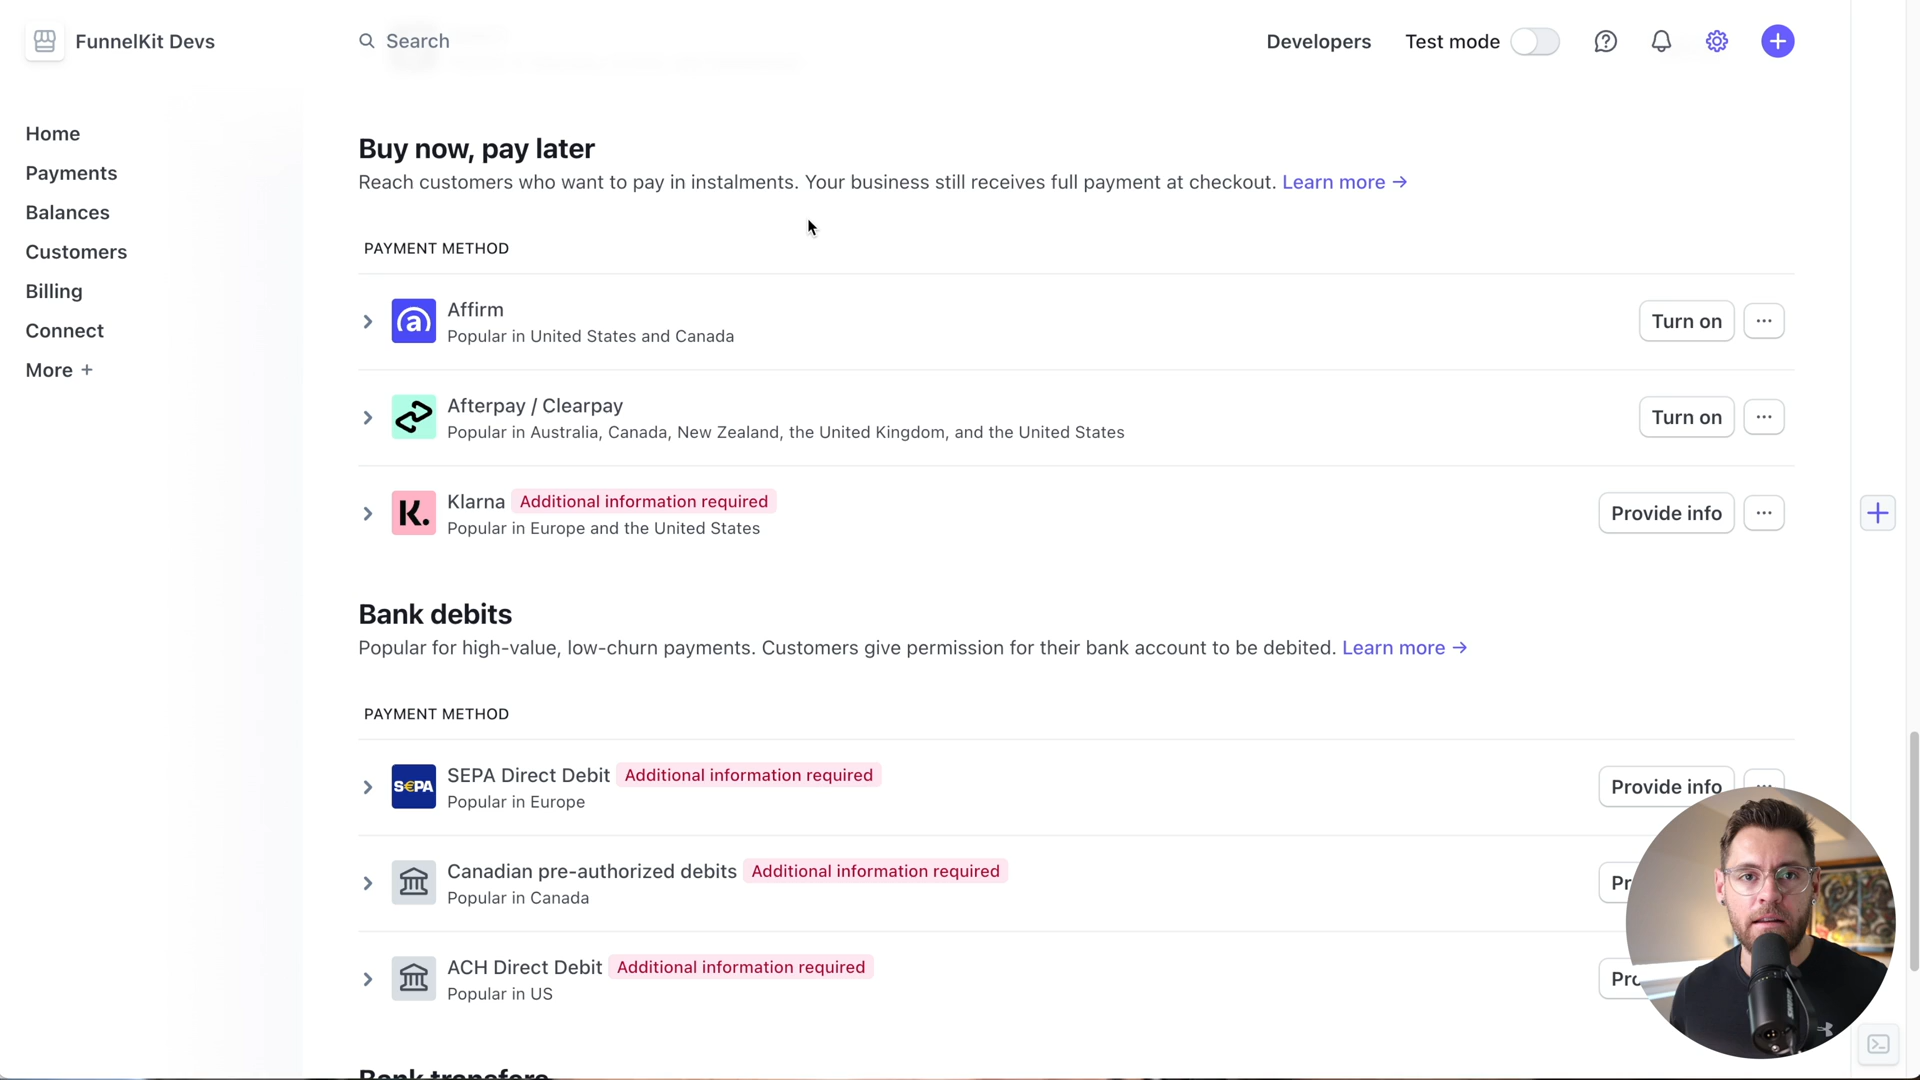 FunnelKit Devs
Search
Developers
Test mode
Home
Payments
Balances
Customers
Billing
Connect
More +
Buy now, pay later
Reach customers who want to pay in instalments. Your business still receives full payment at checkout. Learn more →
PAYMENT METHOD
Affirm
Popular in United States and Canada
Turn on
Afterpay / Clearpay
Popular in Australia, Canada, New Zealand, the United Kingdom, and the United States
Turn on
K.
Klarna Additional information required
Popular in Europe and the United States
Provide info
Bank debits
Popular for high-value, low-churn payments. Customers give permission for their bank account to be debited. Learn more →
PAYMENT METHOD
S€PA
SEPA Direct Debit Additional information required
Popular in Europe
Provide info
Canadian pre-authorized debits Additional information required
Popular in Canada
Pr
ACH Direct Debit Additional information required
Popular in US
Pro
Bank transfers